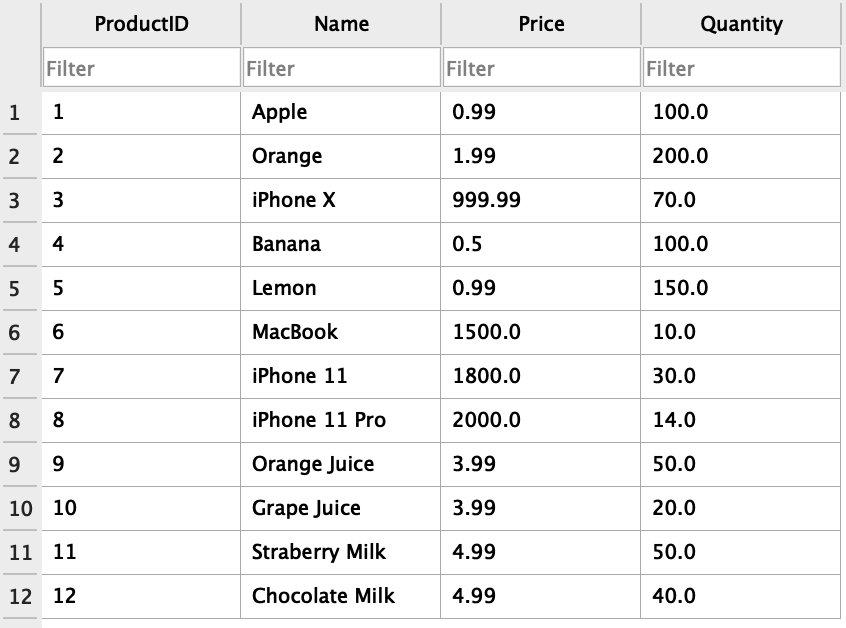 ProductID Name Price Quantity
Filter Filter Filter Filter
1 1 Apple 0.99 100.0
2 2 Orange 1.99 200.0
3 3 iPhone X 999.99 70.0
4 4 Banana 0.5 100.0
5 5 Lemon 0.99 150.0
6 6 MacBook 1500.0 10.0
7 7 iPhone 11 1800.0 30.0
8 8 iPhone 11 Pro 2000.0 14.0
9 9 Orange Juice 3.99 50.0
10 10 Grape Juice 3.99 20.0
11 11 Straberry Milk 4.99 50.0
12 12 Chocolate Milk 4.99 40.0